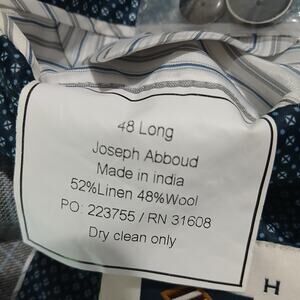 48 Long
Joseph Abboud
Made in india
52%Linen 48%Wool
PO: 223755 / RN 31608
Dry clean only
H